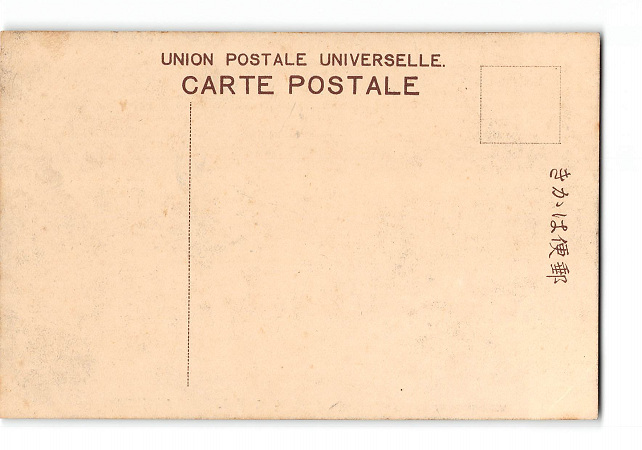 UNION POSTALE UNIVERSELLE.
CARTE POSTALE
きかは便郵